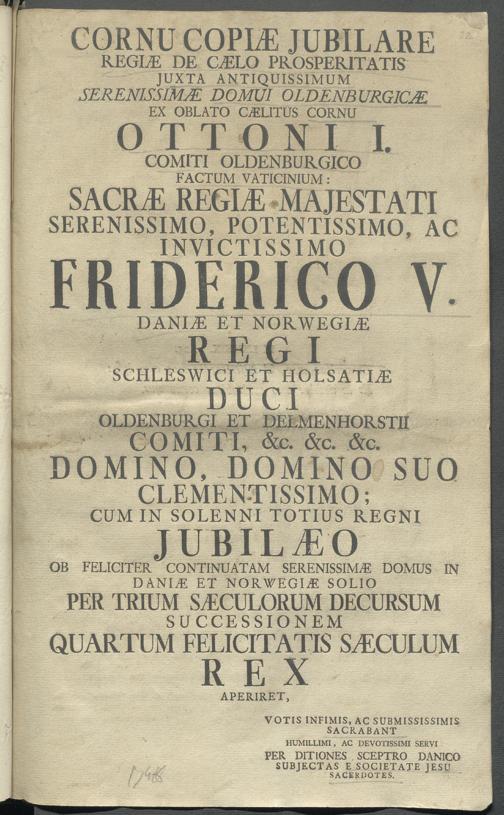 CORNU COPIÆ JUBILARE
REGIÆ DE CÆLO PROSPERITATIS
JUXTA ANTIQUISSIMUM
SERENISSIMÆ DOMUI OLDENBURGICÆ
EX OBLATO CÆLITUS CORNU
OTTONI I.
COMITI OLDENBURGICO
FACTUM VATICINIUM:
SACRÆ REGIÆ MAJESTATI
SERENISSIMO, POTENTISSIMO, AC
INVICTISSIMO
FRIDERICO V.
DANIÆ ET NORWEGIÆ
REGI
SCHLESWICI ET HOLSATIÆ
DUCI
OLDENBURGI ET DELMENHORSTII
COMITI, &c. &c. &c.
DOMINO, DOMINO SUO
CLEMENTISSIMO;
CUM IN SOLENNI TOTIUS REGNI
JUBILÆO
OB FELICITER CONTINUATAM SERENISSIMÆ DOMUS IN
DANIÆ ET NORWEGIÆ SOLIO
PER TRIUM SÆCULORUM DECURSUM
SUCCESSIONEM
QUARTUM FELICITATIS SÆCULUM
REX
APERIRET,
VOTIS INFIMIS, AC SUBMISSISSIMIS
SACRABANT
HUMILLIMI, AC DEVOTISSIMI SERVI
PER DITIONES SCEPTRO DANICO
SUBJECTAS E SOCIETATE JESU
SACERDOTES.